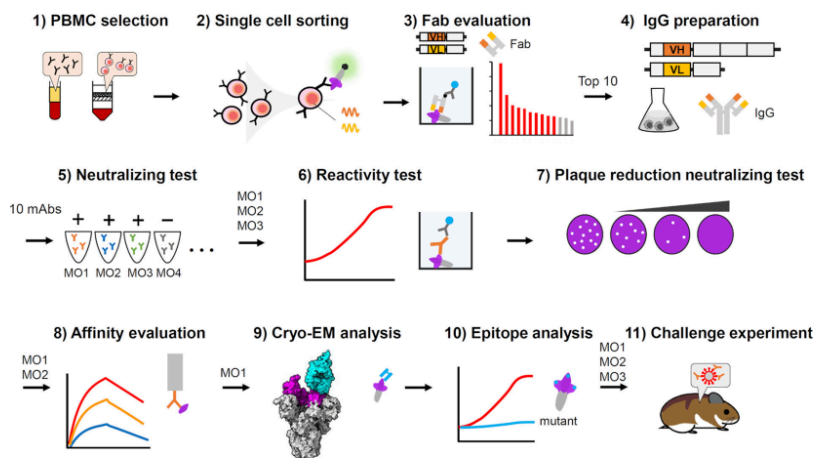 1) PBMC selection
2) Single cell sorting
3) Fab evaluation
VH
VL
Fab
Top 10
4) IgG preparation
VH
VL
IgG
5) Neutralizing test
10 mAbs
+ + + −
MO1 MO2 MO3 MO4
...
MO1
MO2
MO3
6) Reactivity test
7) Plaque reduction neutralizing test
8) Affinity evaluation
MO1
MO2
9) Cryo-EM analysis
MO1
10) Epitope analysis
mutant
11) Challenge experiment
MO1
MO2
MO3